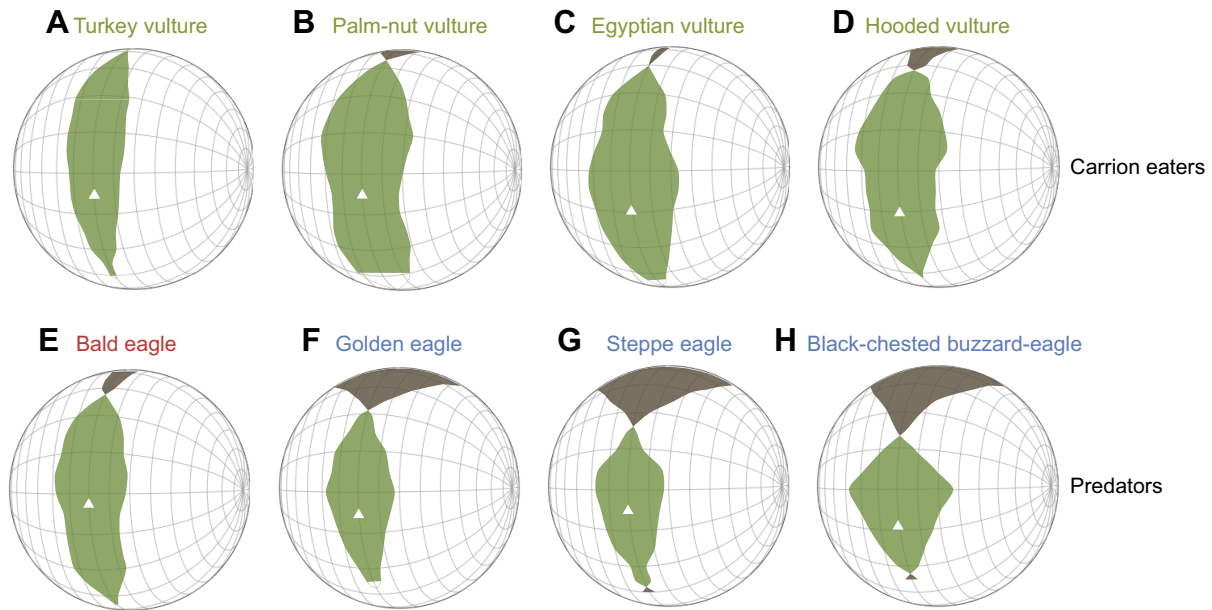 A Turkey vulture
B Palm-nut vulture
C Egyptian vulture
D Hooded vulture
Carrion eaters
E Bald eagle
F Golden eagle
G Steppe eagle
H Black-chested buzzard-eagle
Predators